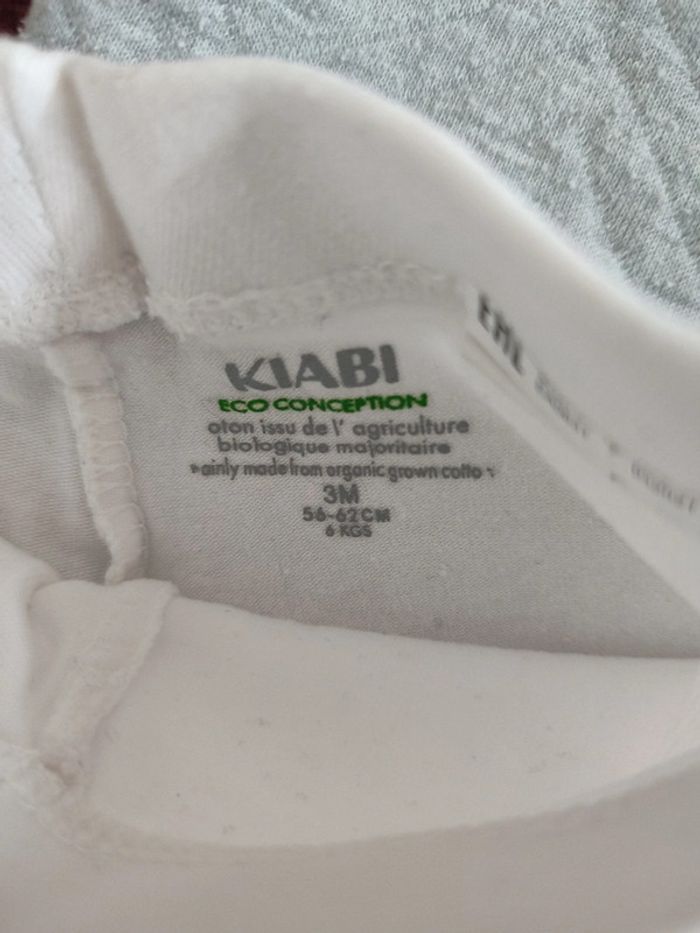 KIABI
ECO CONCEPTION
oton issu de l' agriculture
biologique majoritaire
ainly made from organic grown cotto
3M
56-62CM
6 KGS